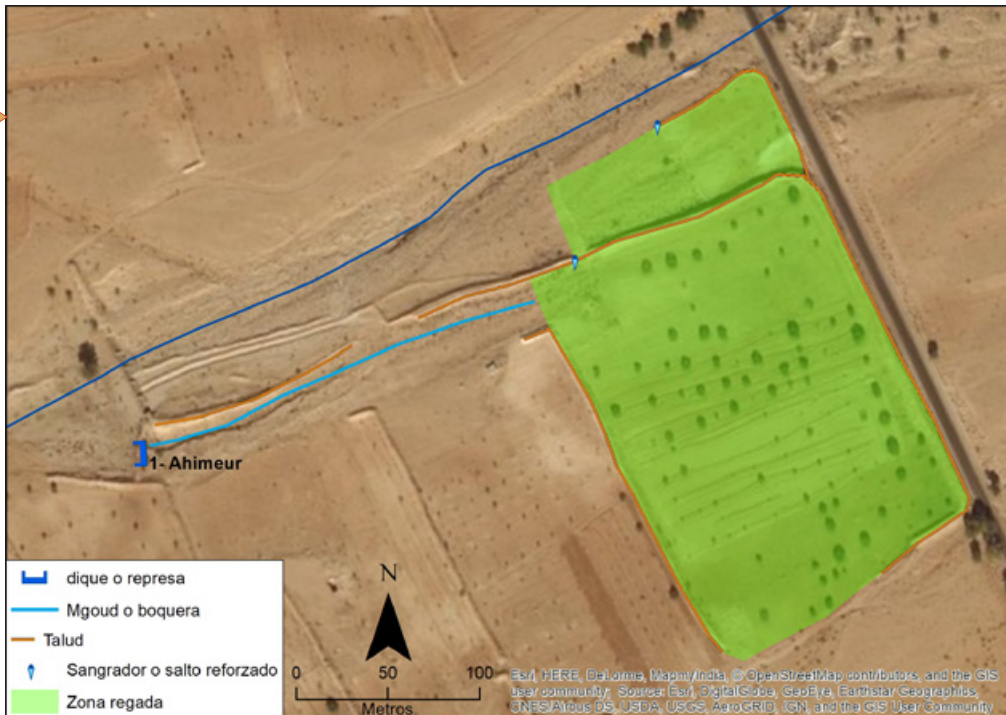 1- Ahimeur
dique o represa
Mgoud o boquera
Talud
Sangrador o salto reforzado
Zona regada
N
0 50 100
Metros
Esri, HERE, DeLorme, MapmyIndia, © OpenStreetMap contributors, and the GIS
user community; Source: Esri, DigitalGlobe, GeoEye, Earthstar Geographics,
CNES/Airbus DS, USDA, USGS, AeroGRID, IGN, and the GIS User Community